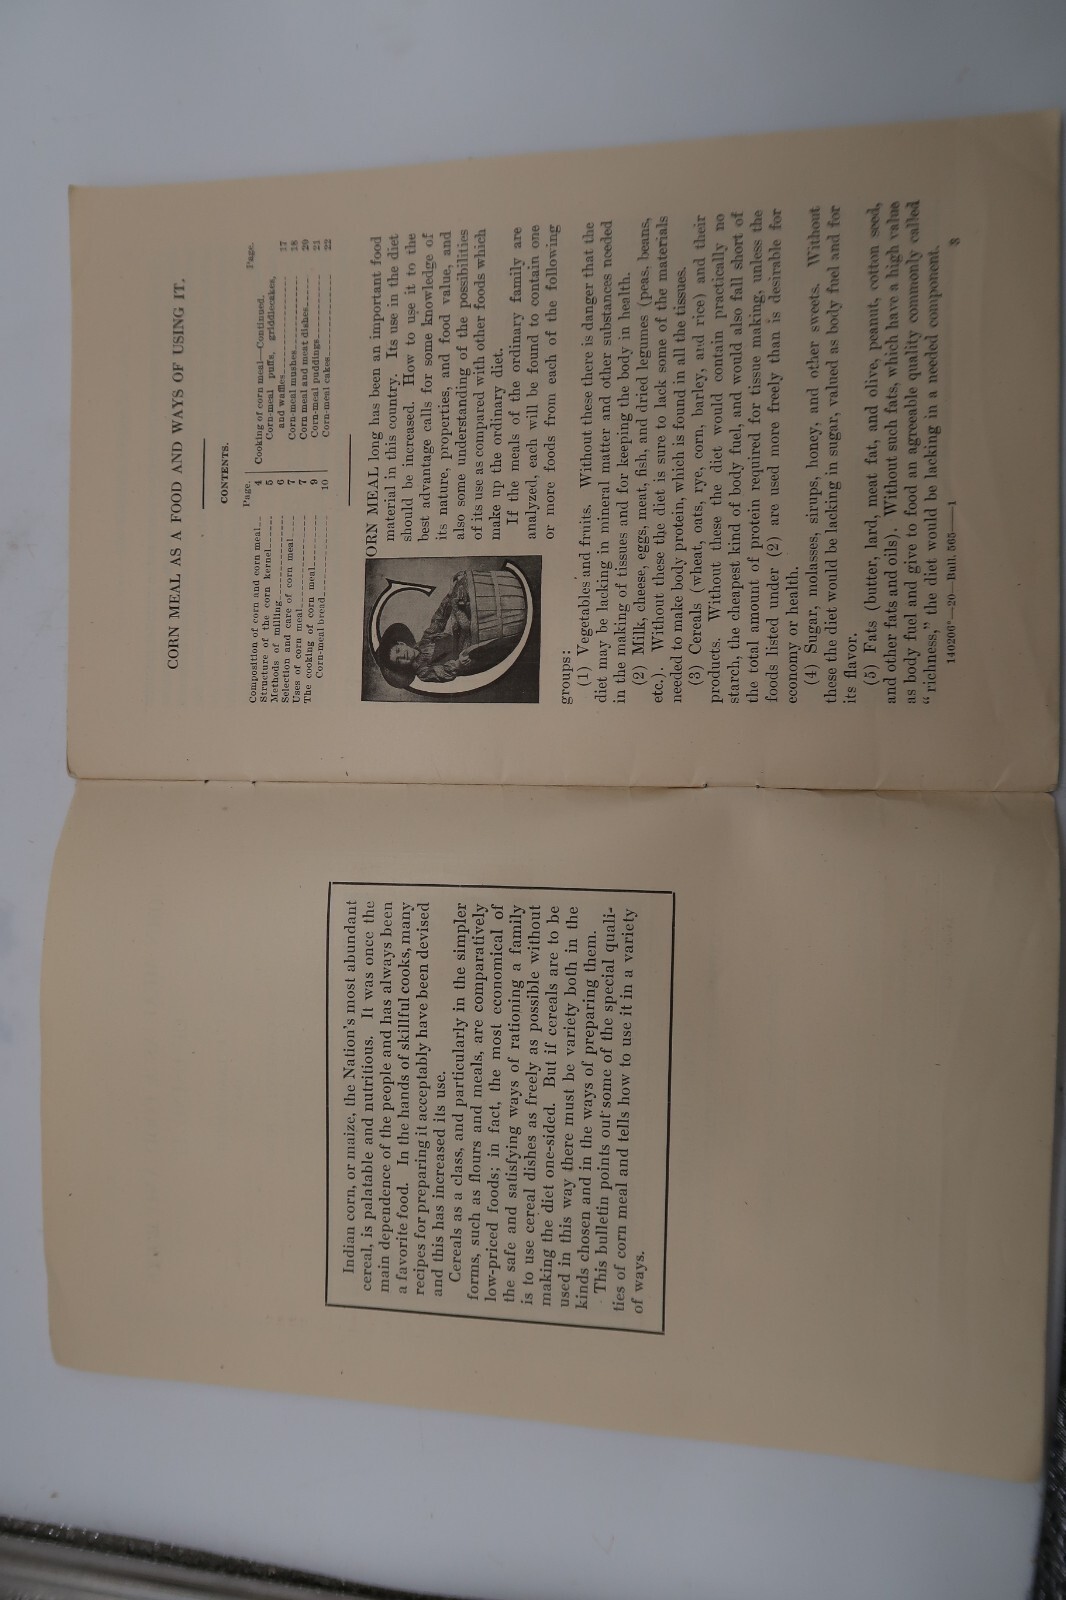 Indian corn, or maize, the Nation's most abundant
cereal, is palatable and nutritious. It was once the
main dependence of the people and has always been
a favorite food. In the hands of skillful cooks, many
recipes for preparing it acceptably have been devised
and this has increased its use.
Cereals as a class, and particularly in the simpler
forms, such as flours and meals, are comparatively
low-priced foods; in fact, the most economical of
the safe and satisfying ways of rationing a family
is to use cereal dishes as freely as possible without
making the diet one-sided. But if cereals are to be
used in this way there must be variety both in the
kinds chosen and in the ways of preparing them.
This bulletin points out some of the special quali-
ties of corn meal and tells how to use it in a variety
of ways.
CORN MEAL AS A FOOD AND WAYS OF USING IT.
CONTENTS.
Page.
Composition of corn and corn meal 4
Structure of the corn kernel 5
Methods of milling 6
Selection and care of corn meal 7
Uses of corn meal 7
The cooking of corn meal 9
Corn-meal bread 10
Page.
Cooking of corn meal—Continued.
Corn-meal puffs, griddlecakes,
and waffles 17
Corn-meal mushes 18
Corn meal and meat dishes 20
Corn-meal puddings 21
Corn-meal cakes 22
CORN MEAL long has been an important food
material in this country. Its use in the diet
should be increased. How to use it to the
best advantage calls for some knowledge of
its nature, properties, and food value, and
also some understanding of the possibilities
of its use as compared with other foods which
make up the ordinary diet.
If the meals of the ordinary family are
analyzed, each will be found to contain one
or more foods from each of the following
groups:
(1) Vegetables and fruits. Without these there is danger that the
diet may be lacking in mineral matter and other substances needed
in the making of tissues and for keeping the body in health.
(2) Milk, cheese, eggs, meat, fish, and dried legumes (peas, beans,
etc.). Without these the diet is sure to lack some of the materials
needed to make body protein, which is found in all the tissues.
(3) Cereals (wheat, oats, rye, corn, barley, and rice) and their
products. Without these the diet would contain practically no
starch, the cheapest kind of body fuel, and would also fall short of
the total amount of protein required for tissue making, unless the
foods listed under (2) are used more freely than is desirable for
economy or health.
(4) Sugar, molasses, sirups, honey, and other sweets. Without
these the diet would be lacking in sugar, valued as body fuel and for
its flavor.
(5) Fats (butter, lard, meat fat, and olive, peanut, cotton seed,
and other fats and oils). Without such fats, which have a high value
as body fuel and give to food an agreeable quality commonly called
“richness,” the diet would be lacking in a needed component.
140200°—20—Bull. 565——1 3